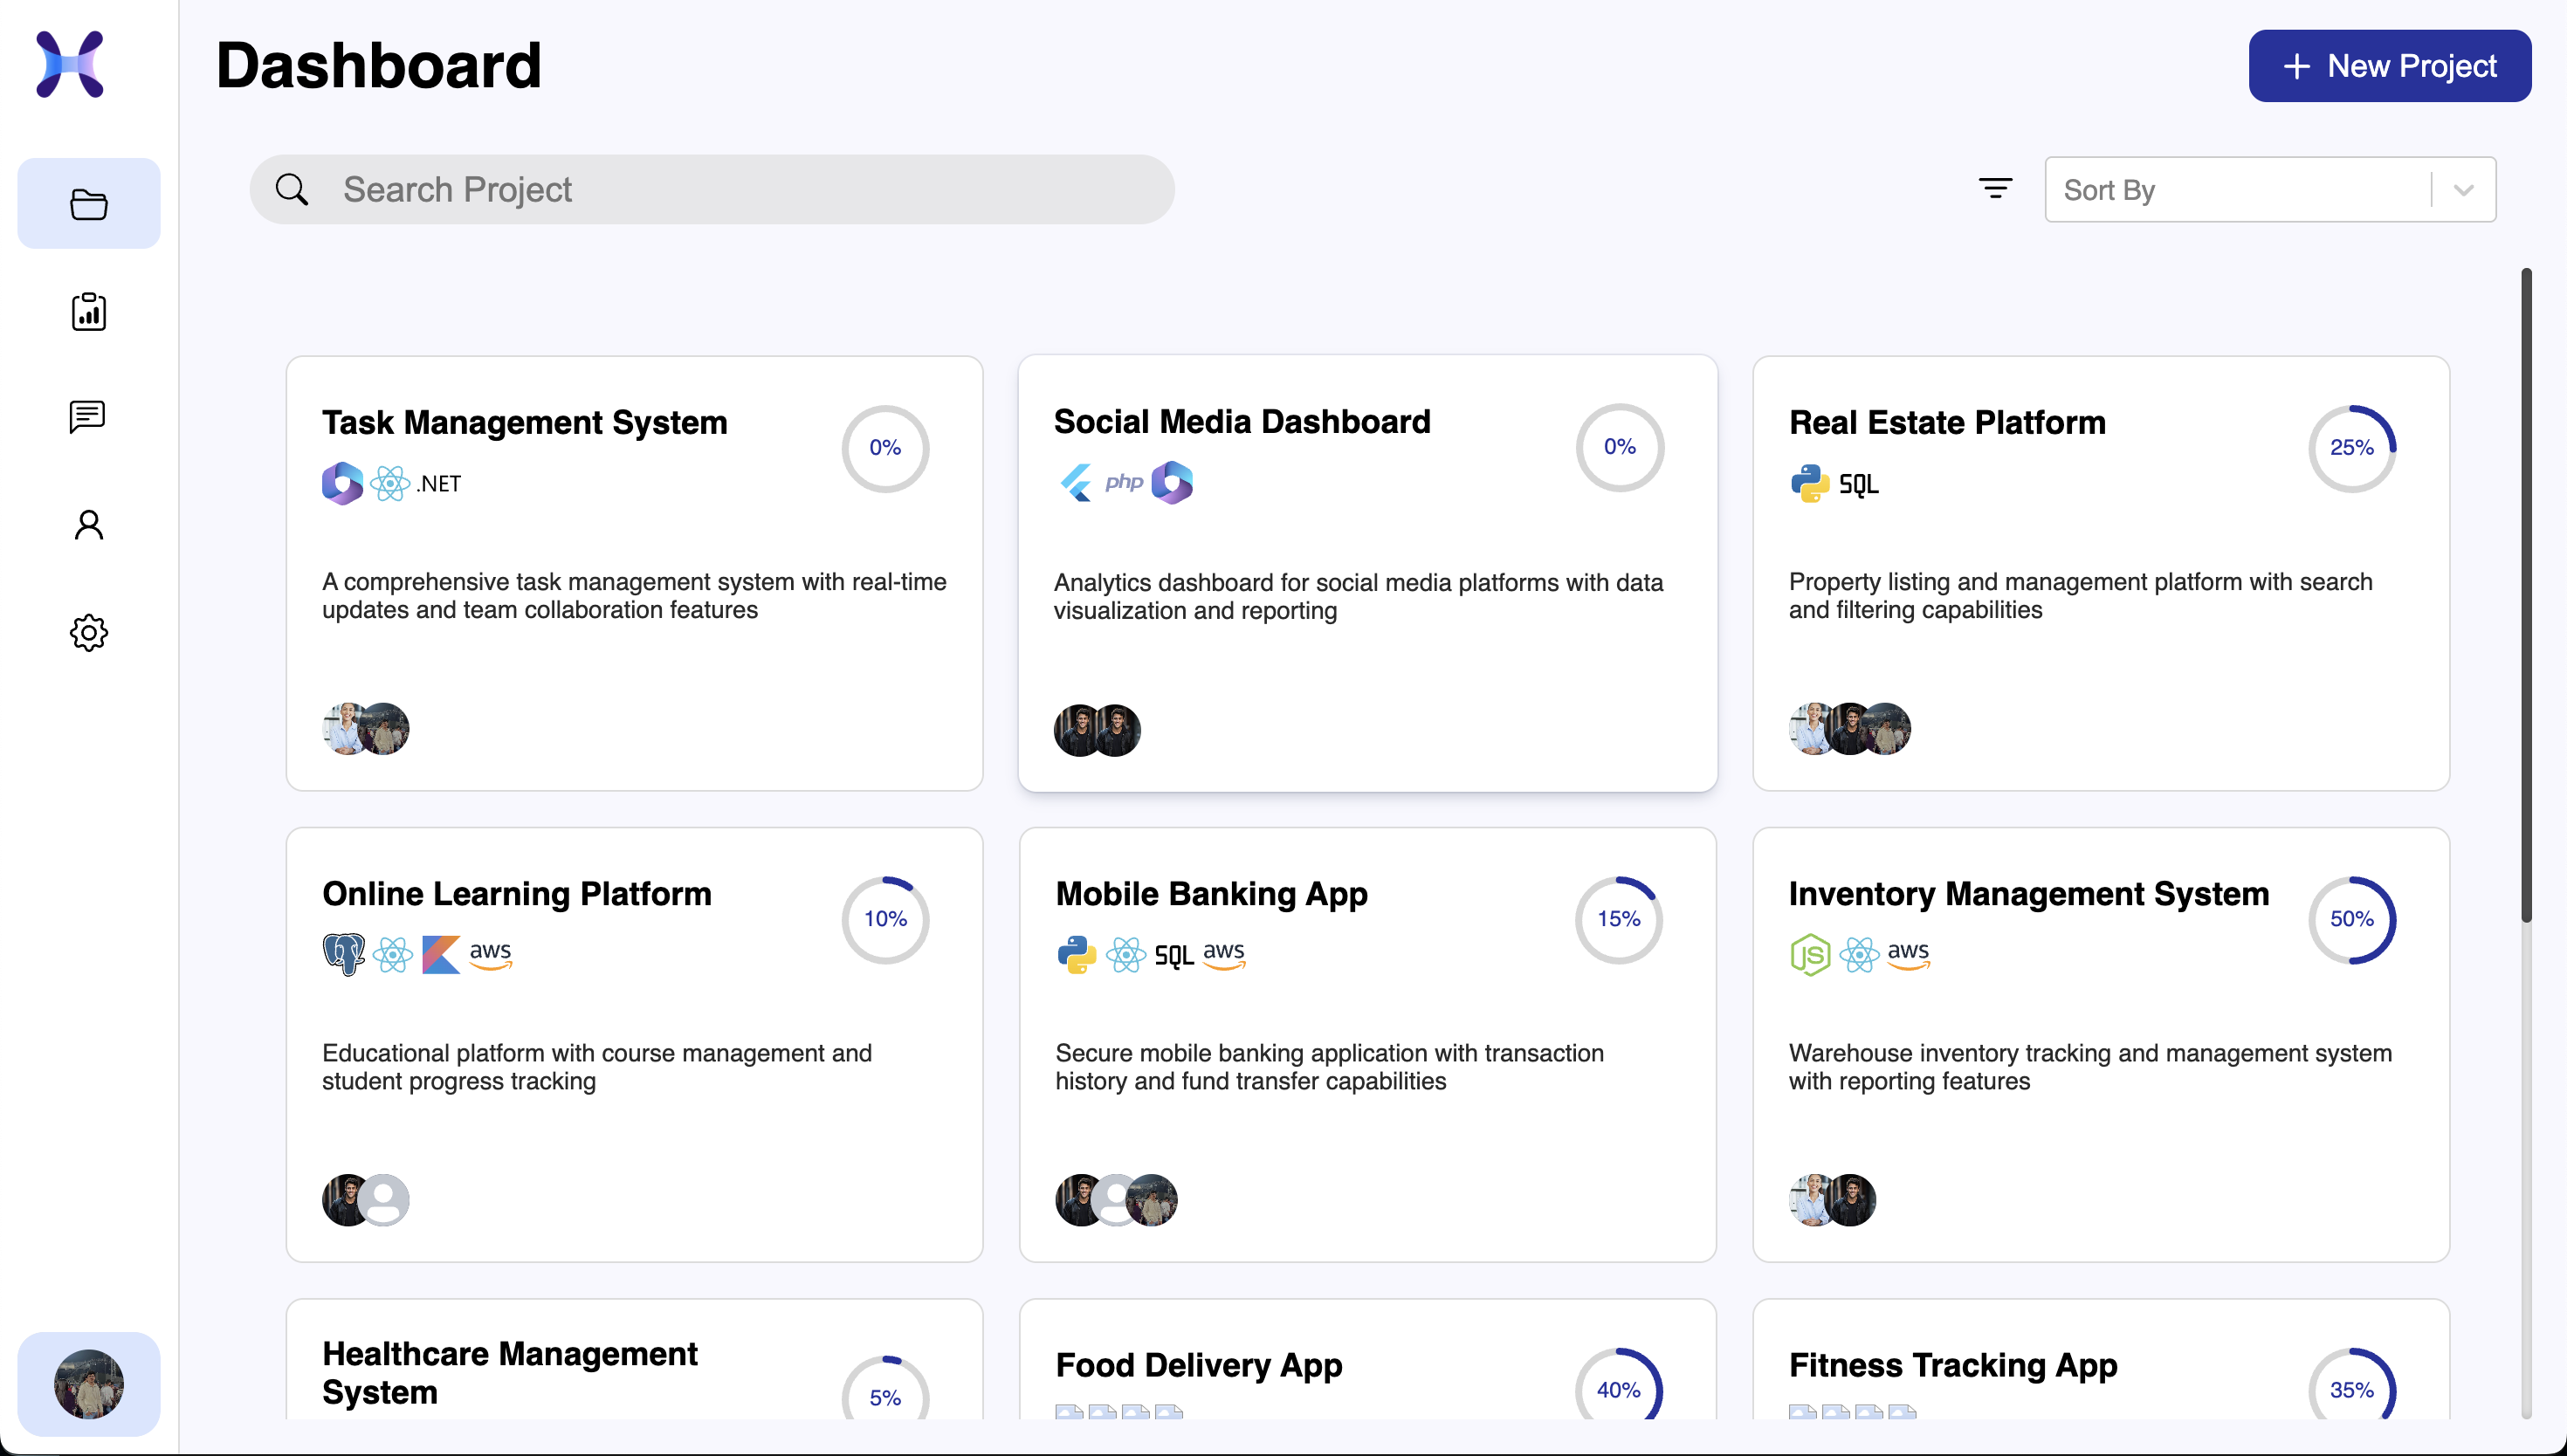 Dashboard
+ New Project
Search Project
Sort By
Task Management System
0%
.NET
A comprehensive task management system with real-time
updates and team collaboration features
Social Media Dashboard
0%
php
Analytics dashboard for social media platforms with data
visualization and reporting
Real Estate Platform
25%
SQL
Property listing and management platform with search
and filtering capabilities
Online Learning Platform
10%
aws
Educational platform with course management and
student progress tracking
Mobile Banking App
15%
SQL aws
Secure mobile banking application with transaction
history and fund transfer capabilities
Inventory Management System
50%
JS aws
Warehouse inventory tracking and management system
with reporting features
Healthcare Management
System
5%
Food Delivery App
40%
Fitness Tracking App
35%